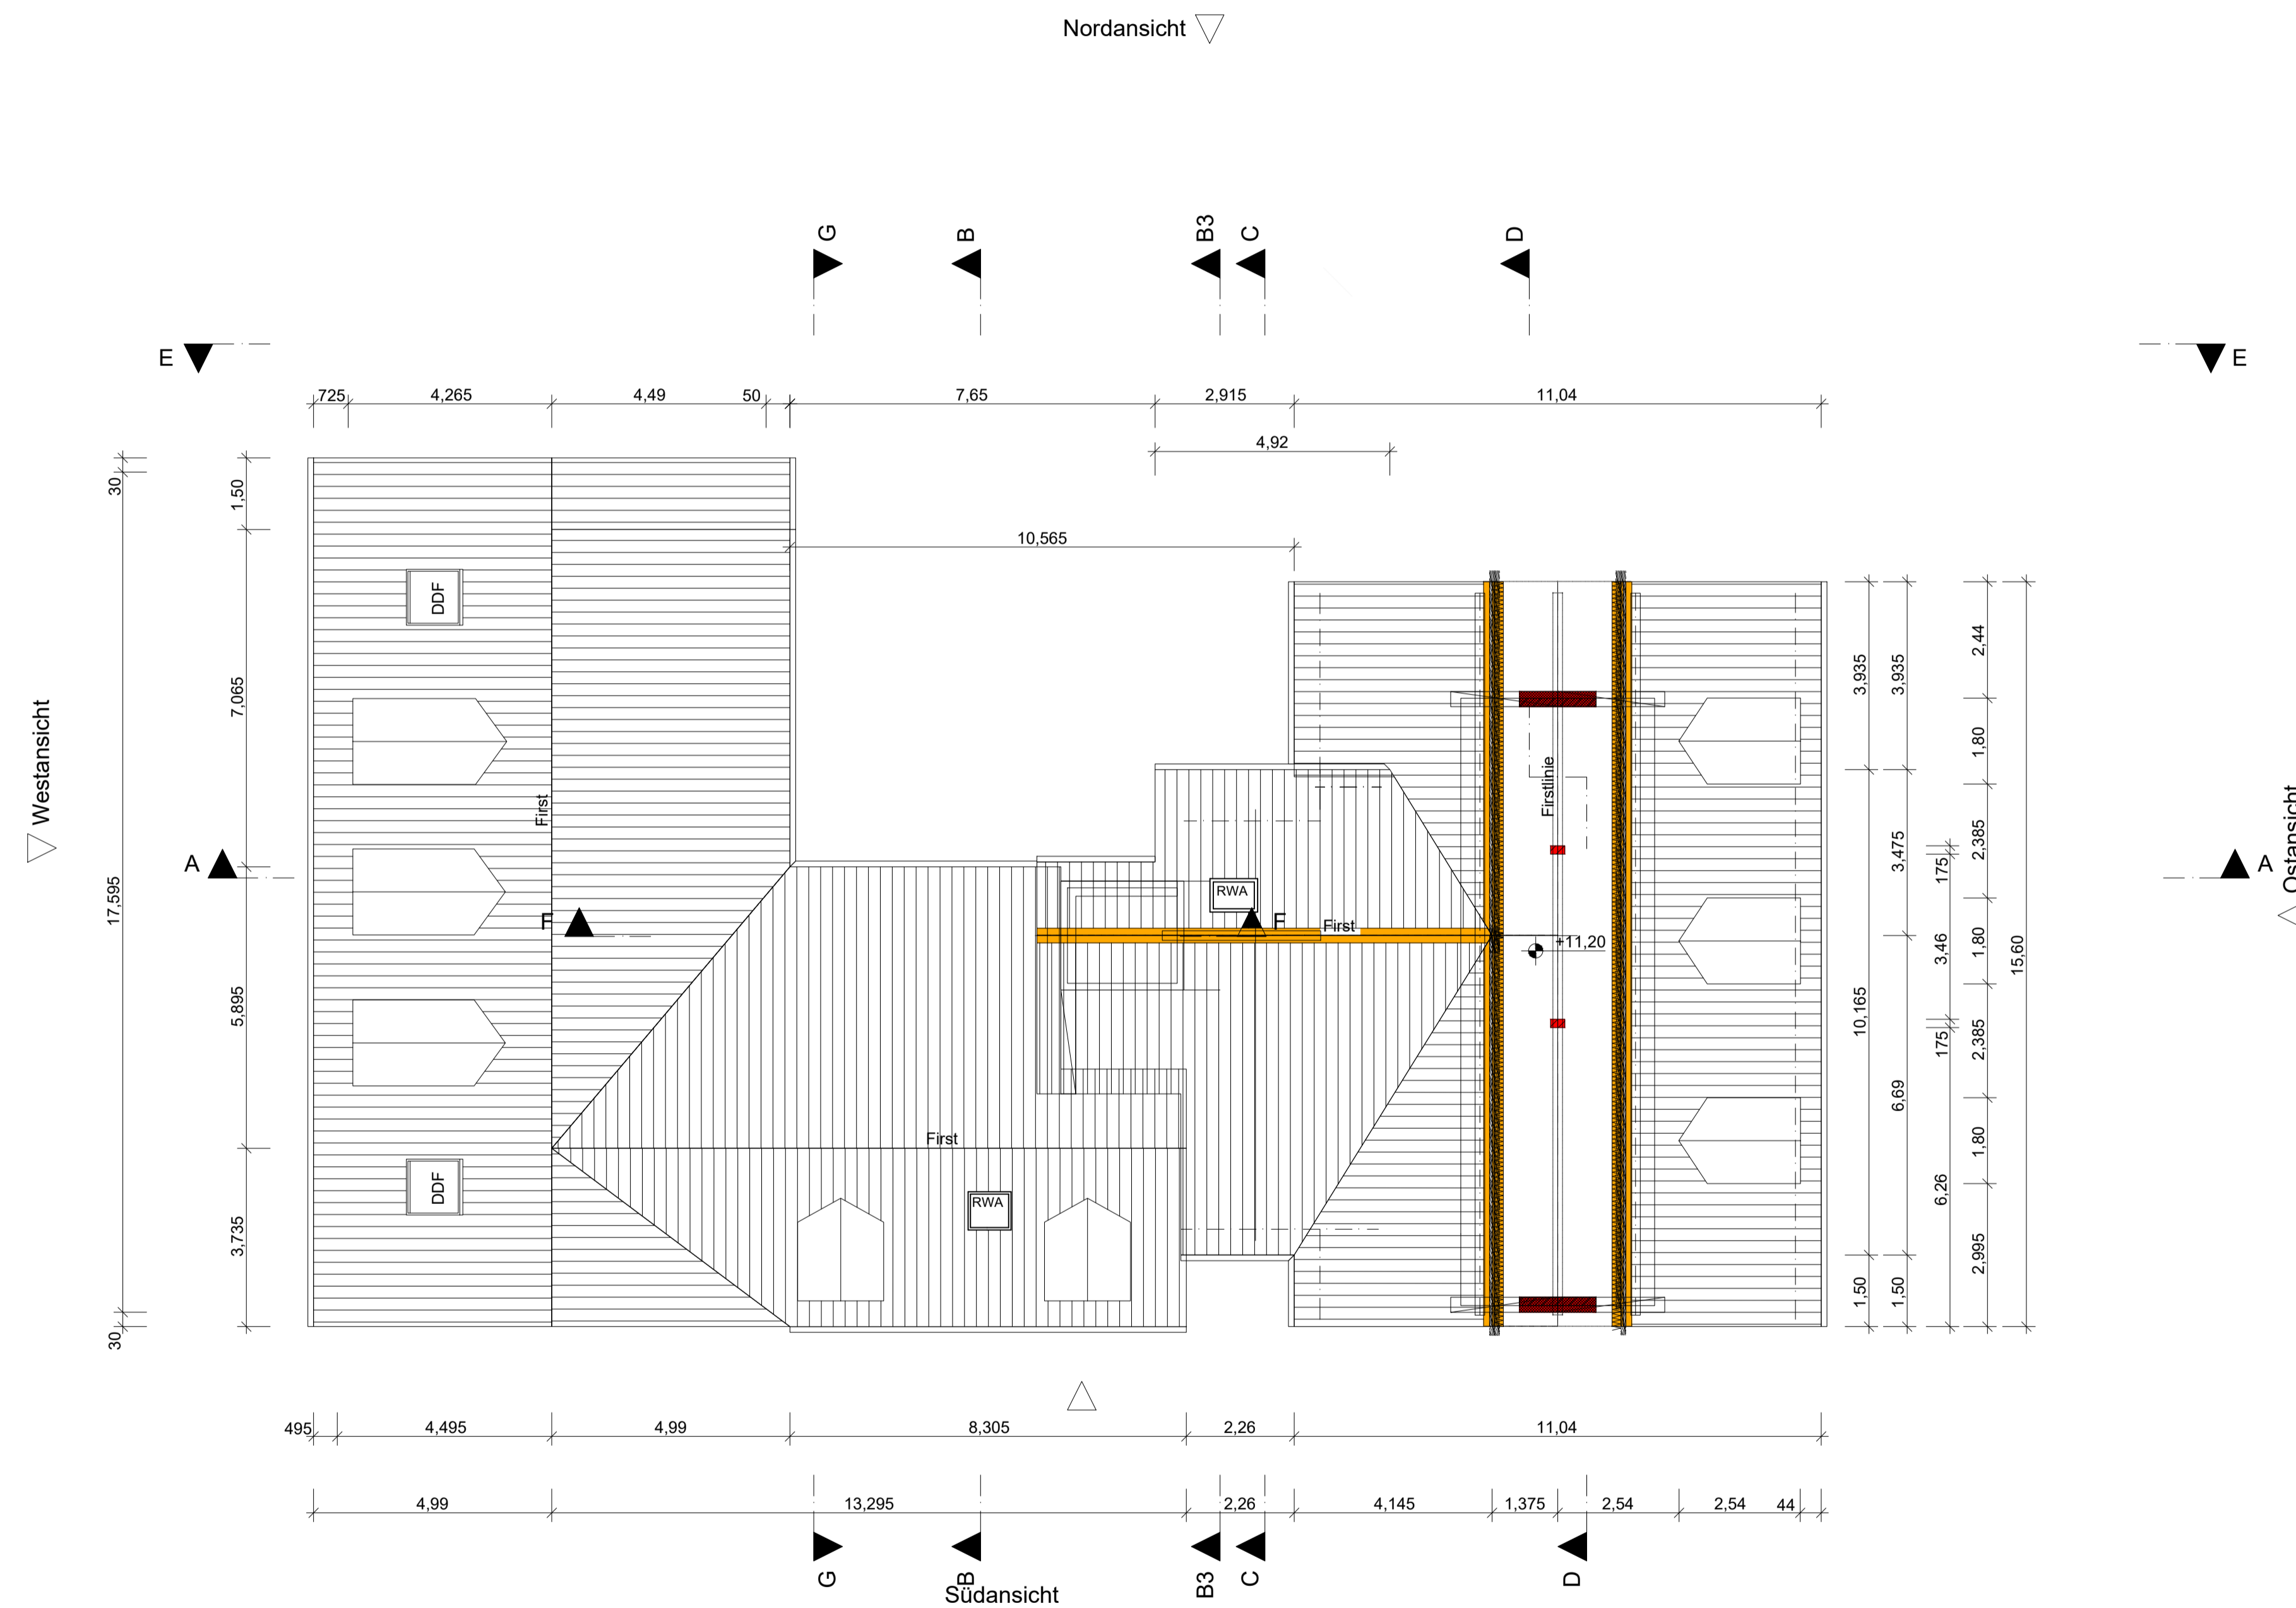 Nordansicht
G
B
B3
C
D
E
E
725
4,265
4,49
50
7,65
2,915
11,04
4,92
10,565
30
1,50
7,065
17,595
5,895
3,735
30
Westansicht
A
DDF
First
F
DDF
First
RWA
RWA
F
First
Firstlinie
+11,20
3,935
10,165
1,50
3,935
3,475
6,69
1,50
175
3,46
175
6,26
2,44
1,80
2,385
1,80
2,385
1,80
2,995
15,60
A
Ostansicht
495
4,495
4,99
8,305
2,26
11,04
4,99
13,295
2,26
4,145
1,375
2,54
2,54
44
G
B
B3
C
D
Südansicht